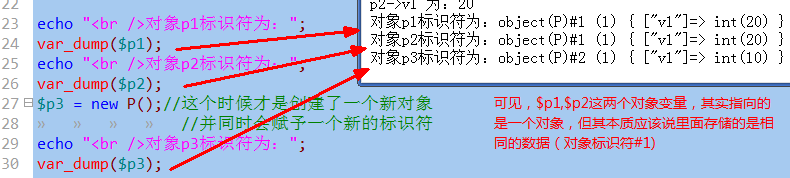 22
p2->v1 为：20
23 echo "<br />对象p1标识符为：";
对象p1标识符为：object(P)#1 (1) { ["v1"]=> int(20) }
24 var_dump($p1);
对象p2标识符为：object(P)#1 (1) { ["v1"]=> int(20) }
25 echo "<br />对象p2标识符为：";
对象p3标识符为：object(P)#2 (1) { ["v1"]=> int(10) }
26 var_dump($p2);
27 $p3 = new P();//这个时候才是创建了一个新对象
28 //并同时会赋予一个新的标识符
29 echo "<br />对象p3标识符为：";
30 var_dump($p3);
可见，$p1,$p2这两个对象变量，其实指向的
是一个对象，但其本质应该说里面存储的是相
同的数据（对象标识符#1)